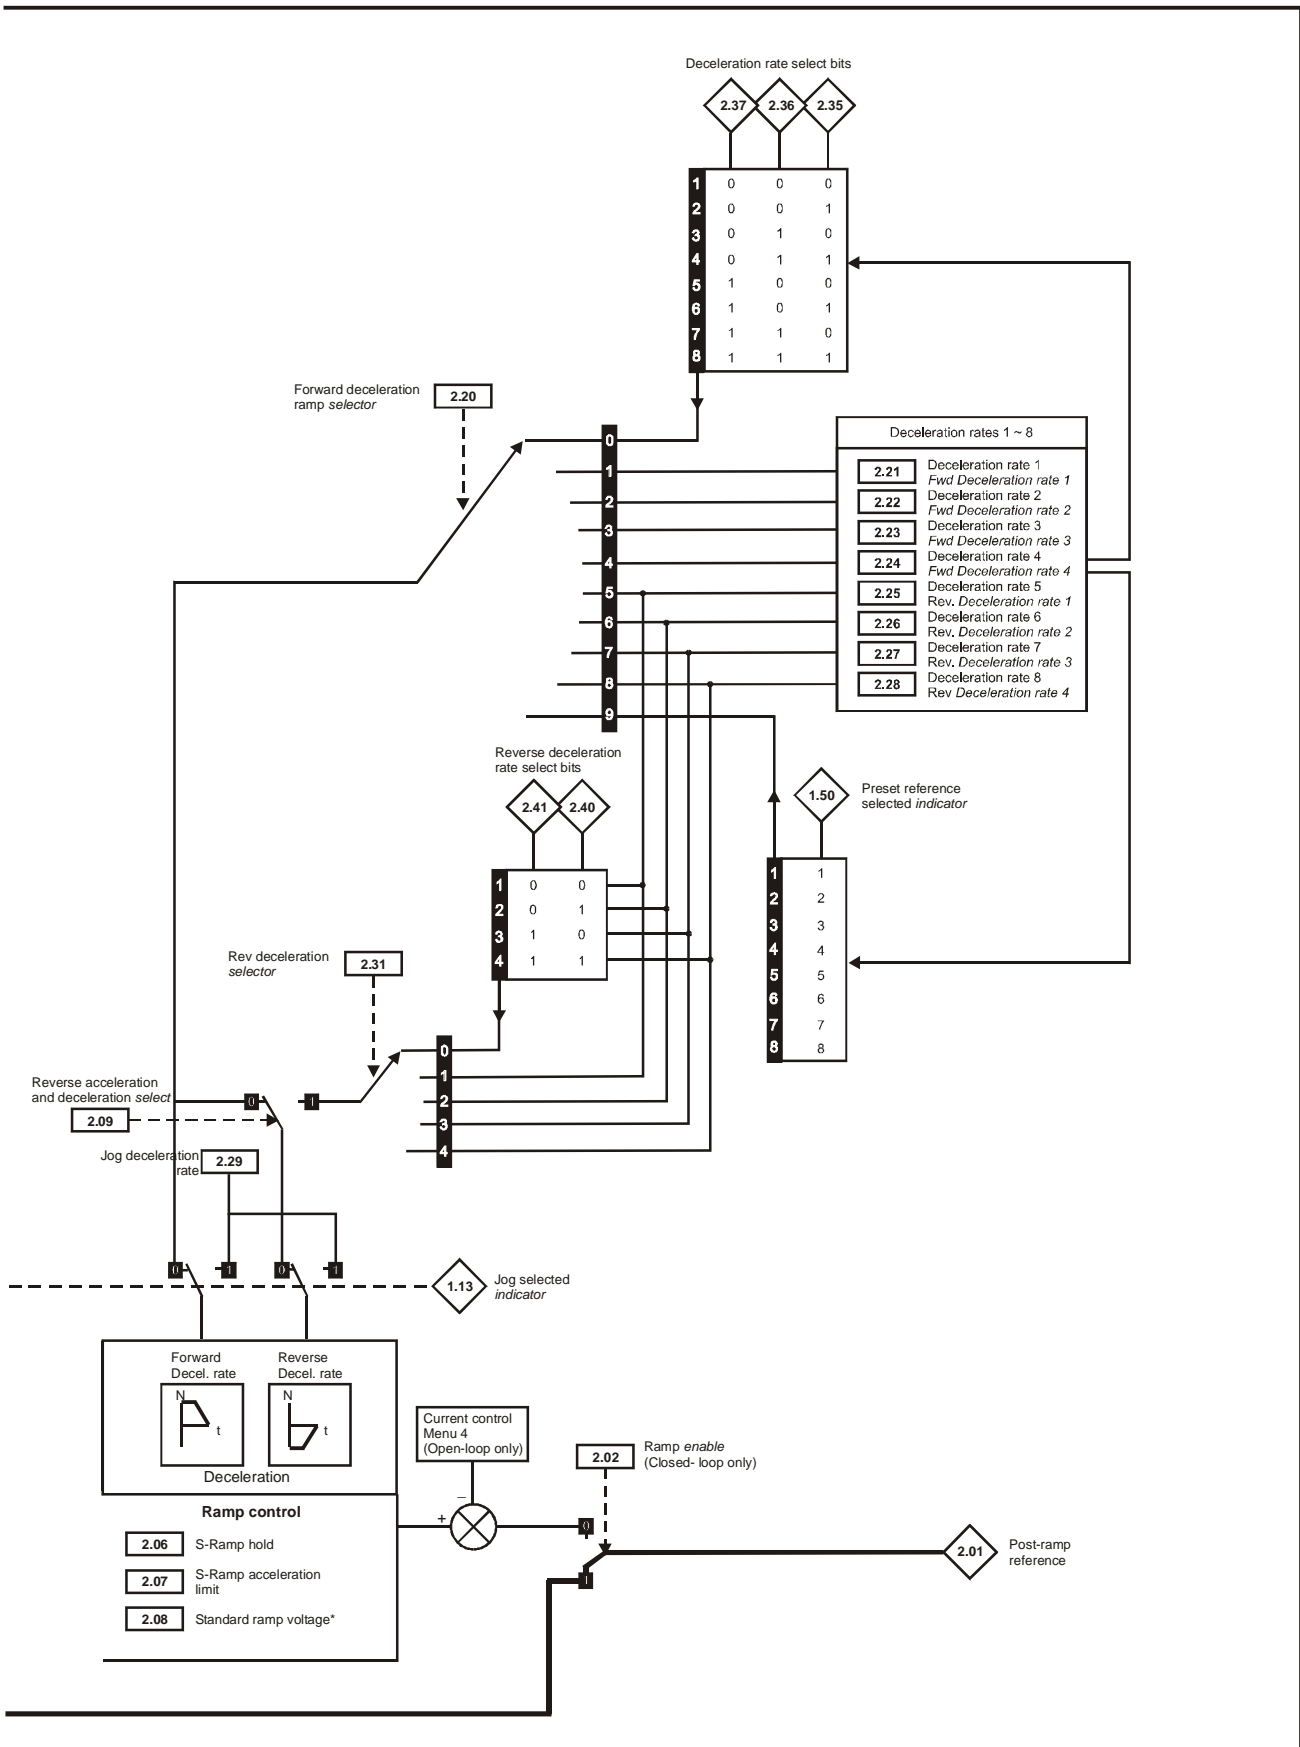 Deceleration rate select bits
2.37 2.36 2.35
1 0 0 0
2 0 0 1
3 0 1 0
4 0 1 1
5 1 0 0
6 1 0 1
7 1 1 0
8 1 1 1
Forward deceleration
ramp selector
2.20
0
1
2
3
4
5
6
7
8
9
Deceleration rates 1 ~ 8
2.21 Deceleration rate 1
Fwd Deceleration rate 1
2.22 Deceleration rate 2
Fwd Deceleration rate 2
2.23 Deceleration rate 3
Fwd Deceleration rate 3
2.24 Deceleration rate 4
Fwd Deceleration rate 4
2.25 Deceleration rate 5
Rev. Deceleration rate 1
2.26 Deceleration rate 6
Rev. Deceleration rate 2
2.27 Deceleration rate 7
Rev. Deceleration rate 3
2.28 Deceleration rate 8
Rev Deceleration rate 4
Reverse deceleration
rate select bits
2.41 2.40
1 0 0
2 0 1
3 1 0
4 1 1
1.50
Preset reference
selected indicator
1 1
2 2
3 3
4 4
5 5
6 6
7 7
8 8
Rev deceleration
selector
2.31
0
1
2
3
4
Reverse acceleration
and deceleration select
2.09
0 1
Jog deceleration
rate
2.29
0 1 0 1
1.13
Jog selected
indicator
Forward
Decel. rate
N
t
Reverse
Decel. rate
N
t
Deceleration
Ramp control
2.06 S-Ramp hold
2.07 S-Ramp acceleration
limit
2.08 Standard ramp voltage*
Current control
Menu 4
(Open-loop only)
–
+
2.02
Ramp enable
(Closed- loop only)
0
1
2.01
Post-ramp
reference